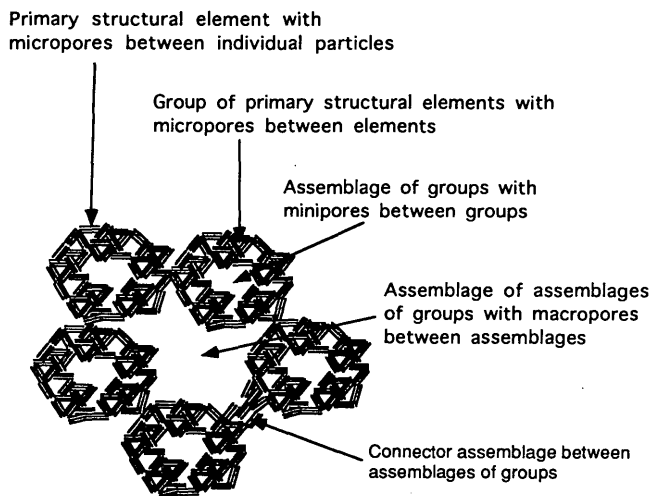 Primary structural element with
micropores between individual particles
Group of primary structural elements with
micropores between elements
Assemblage of groups with
minipores between groups
Assemblage of assemblages
of groups with macropores
between assemblages
Connector assemblage between
assemblages of groups